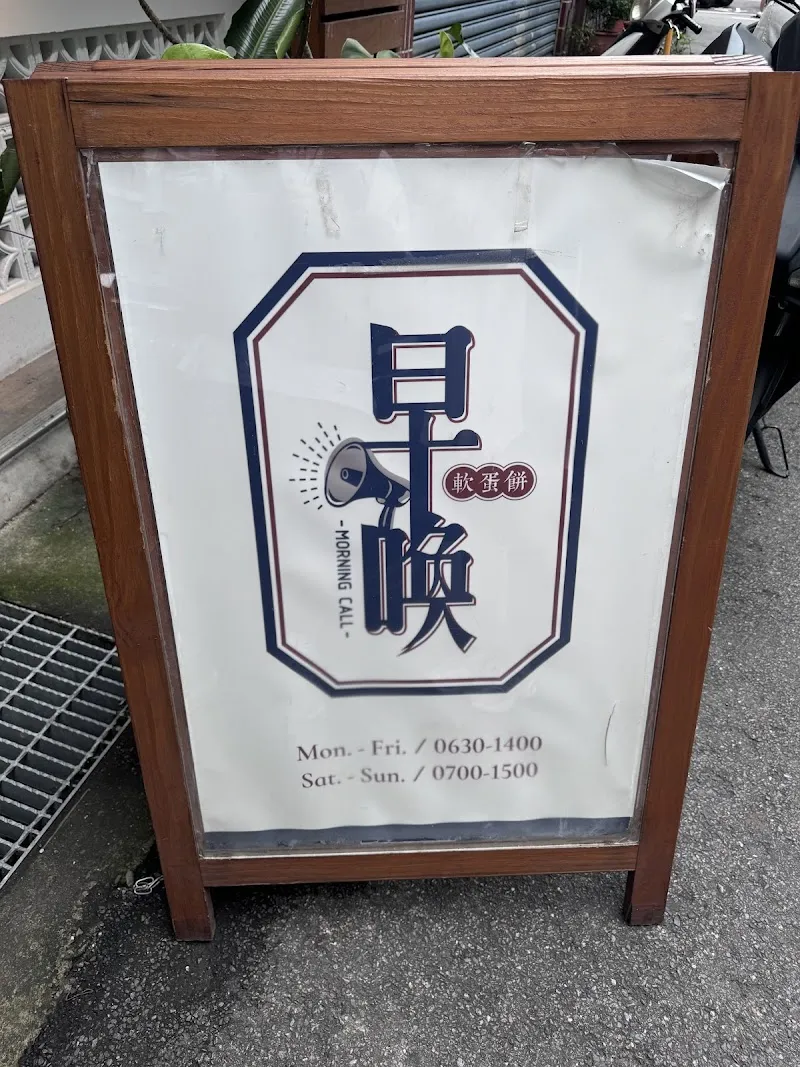 早喚
軟蛋餅
-MORNING CALL-
Mon. - Fri. / 0630-1400
Sat. - Sun. / 0700-1500